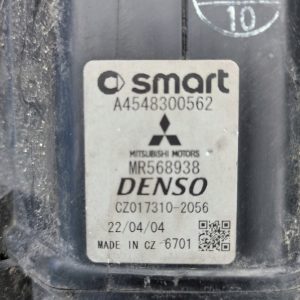 10
smart
A4548300562
MITSUBISHI MOTORS
MR568938
DENSO
CZ017310-2056
22/04/04
MADE IN CZ 6701